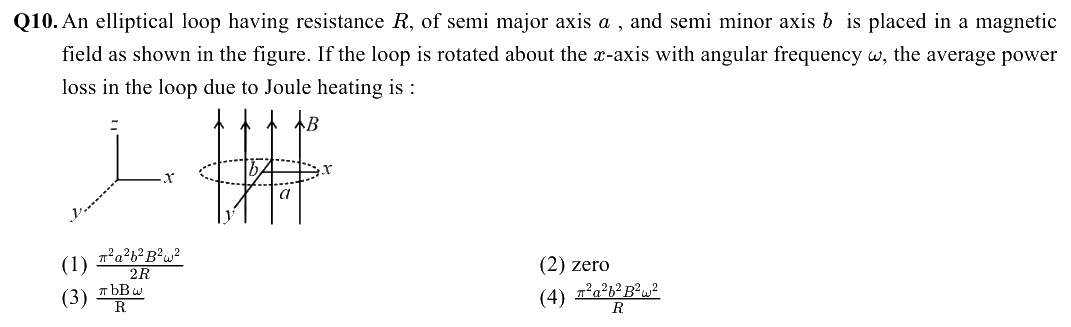 Q10. An elliptical loop having resistance R, of semi major axis a , and semi minor axis b is placed in a magnetic
field as shown in the figure. If the loop is rotated about the x-axis with angular frequency ω, the average power
loss in the loop due to Joule heating is :
z
x
y
B
b
x
a
y
(1) π²a²b²B²ω²/2R
(2) zero
(3) π bB ω/R
(4) π²a²b²B²ω²/R